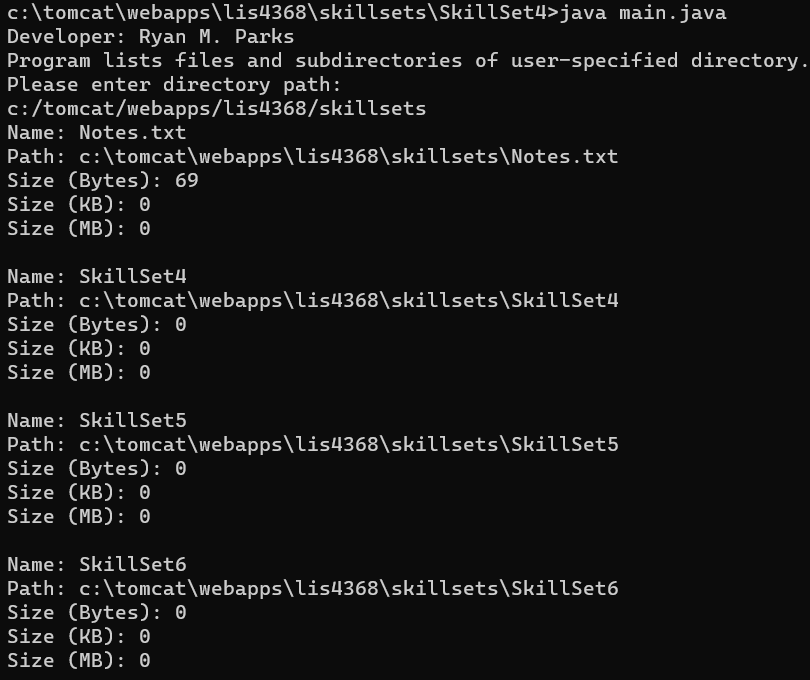 c:\tomcat\webapps\lis4368\skillsets\SkillSet4>java main.java
Developer: Ryan M. Parks
Program lists files and subdirectories of user-specified directory.
Please enter directory path:
c:/tomcat/webapps/lis4368/skillsets
Name: Notes.txt
Path: c:\tomcat\webapps\lis4368\skillsets\Notes.txt
Size (Bytes): 69
Size (KB): 0
Size (MB): 0
Name: SkillSet4
Path: c:\tomcat\webapps\lis4368\skillsets\SkillSet4
Size (Bytes): 0
Size (KB): 0
Size (MB): 0
Name: SkillSet5
Path: c:\tomcat\webapps\lis4368\skillsets\SkillSet5
Size (Bytes): 0
Size (KB): 0
Size (MB): 0
Name: SkillSet6
Path: c:\tomcat\webapps\lis4368\skillsets\SkillSet6
Size (Bytes): 0
Size (KB): 0
Size (MB): 0